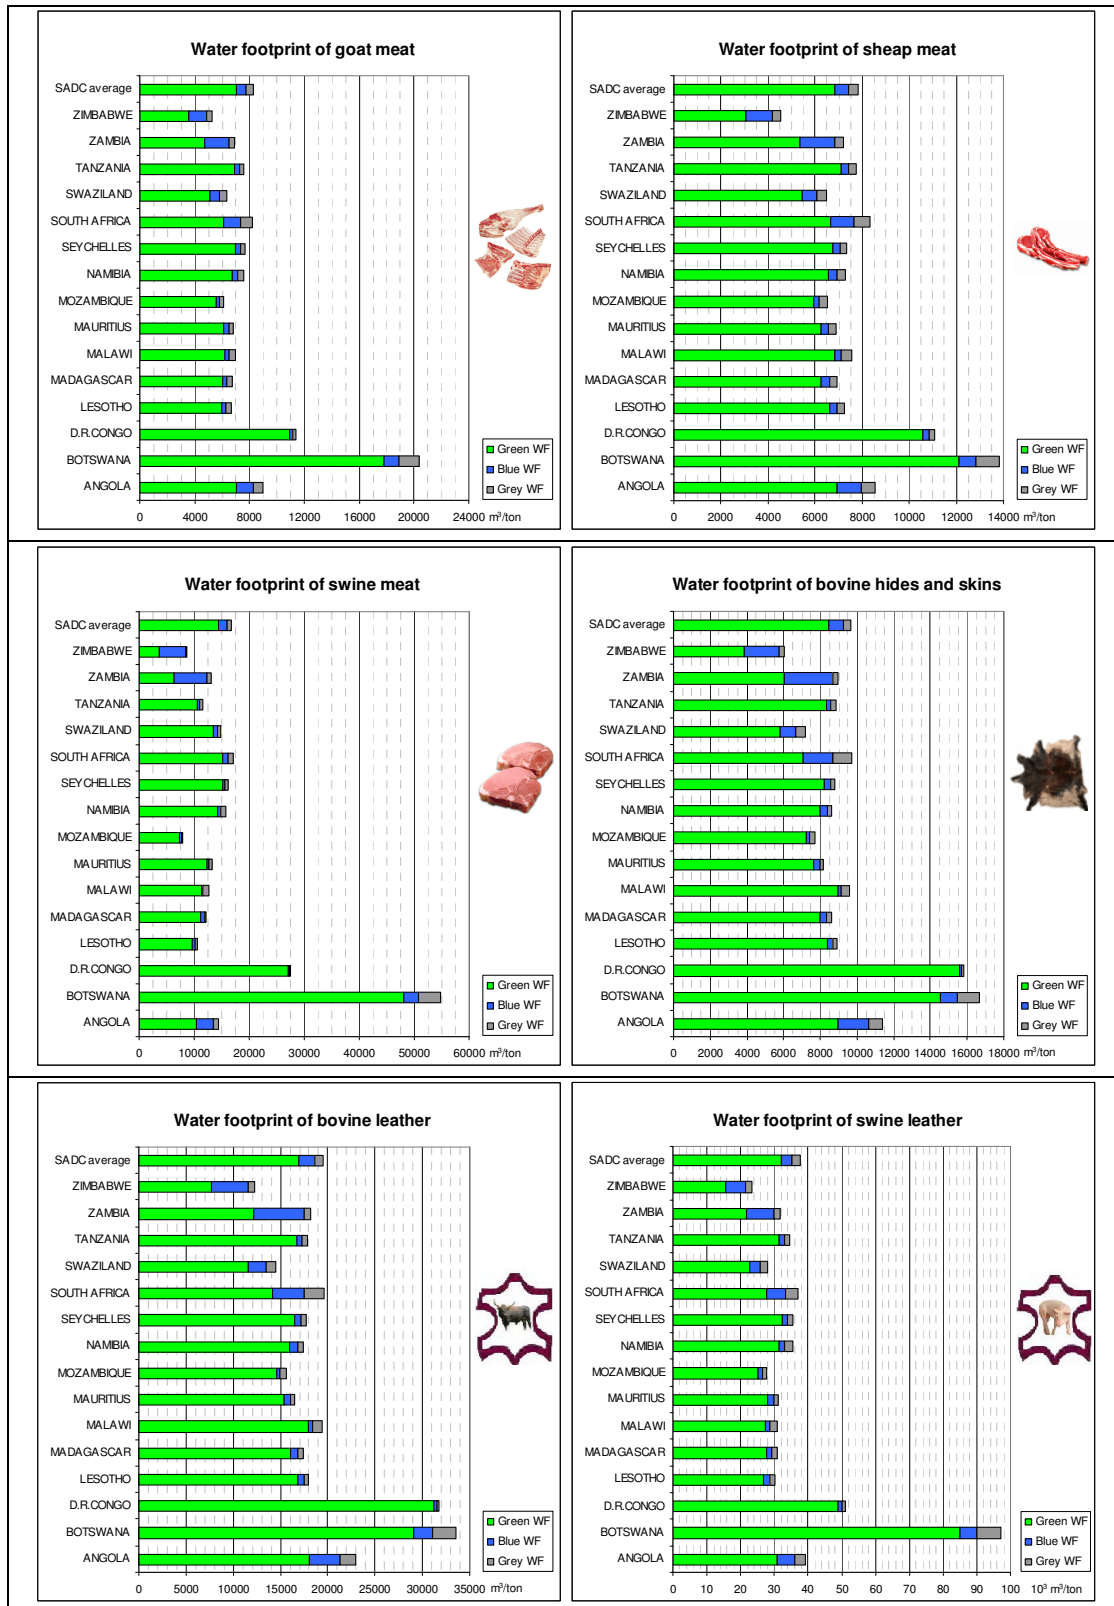 Water footprint of goat meat
SADC average
ZIMBABWE
ZAMBIA
TANZANIA
SWAZILAND
SOUTH AFRICA
SEYCHELLES
NAMIBIA
MOZAMBIQUE
MAURITIUS
MALAWI
MADAGASCAR
LESOTHO
D.R.CONGO
BOTSWANA
ANGOLA
Green WF
Blue WF
Grey WF
0 4000 8000 12000 16000 20000 24000 m³/ton
Water footprint of sheap meat
SADC average
ZIMBABWE
ZAMBIA
TANZANIA
SWAZILAND
SOUTH AFRICA
SEYCHELLES
NAMIBIA
MOZAMBIQUE
MAURITIUS
MALAWI
MADAGASCAR
LESOTHO
D.R.CONGO
BOTSWANA
ANGOLA
Green WF
Blue WF
Grey WF
0 2000 4000 6000 8000 10000 12000 14000 m³/ton
Water footprint of swine meat
SADC average
ZIMBABWE
ZAMBIA
TANZANIA
SWAZILAND
SOUTH AFRICA
SEYCHELLES
NAMIBIA
MOZAMBIQUE
MAURITIUS
MALAWI
MADAGASCAR
LESOTHO
D.R.CONGO
BOTSWANA
ANGOLA
Green WF
Blue WF
Grey WF
0 10000 20000 30000 40000 50000 60000
m³/ton
Water footprint of bovine hides and skins
SADC average
ZIMBABWE
ZAMBIA
TANZANIA
SWAZILAND
SOUTH AFRICA
SEYCHELLES
NAMIBIA
MOZAMBIQUE
MAURITIUS
MALAWI
MADAGASCAR
LESOTHO
D.R.CONGO
BOTSWANA
ANGOLA
Green WF
Blue WF
Grey WF
0 2000 4000 6000 8000 10000 12000 14000 16000 18000 m³/ton
Water footprint of bovine leather
SADC average
ZIMBABWE
ZAMBIA
TANZANIA
SWAZILAND
SOUTH AFRICA
SEYCHELLES
NAMIBIA
MOZAMBIQUE
MAURITIUS
MALAWI
MADAGASCAR
LESOTHO
D.R.CONGO
BOTSWANA
ANGOLA
Green WF
Blue WF
Grey WF
0 5000 10000 15000 20000 25000 30000 35000
m³/ton
Water footprint of swine leather
SADC average
ZIMBABWE
ZAMBIA
TANZANIA
SWAZILAND
SOUTH AFRICA
SEYCHELLES
NAMIBIA
MOZAMBIQUE
MAURITIUS
MALAWI
MADAGASCAR
LESOTHO
D.R.CONGO
BOTSWANA
ANGOLA
Green WF
Blue WF
Grey WF
0 10 20 30 40 50 60 70 80 90 100 10³ m³/ton